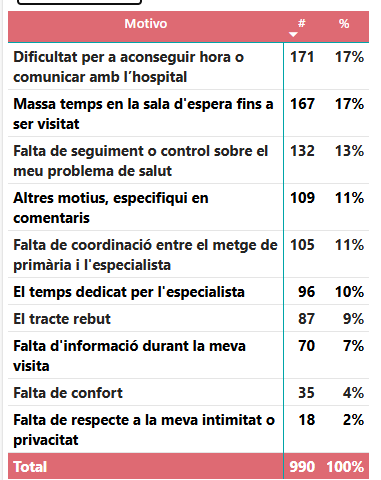 Motivo # %
Dificultat per a aconseguir hora o
comunicar amb l´hospital 171 17%
Massa temps en la sala d'espera fins a
ser visitat 167 17%
Falta de seguiment o control sobre el
meu problema de salut 132 13%
Altres motius, especifiqui en
comentaris 109 11%
Falta de coordinació entre el metge de
primària i l'especialista 105 11%
El temps dedicat per l'especialista 96 10%
El tracte rebut 87 9%
Falta d'informació durant la meva
visita 70 7%
Falta de confort 35 4%
Falta de respecte a la meva intimitat o
privacitat 18 2%
Total 990 100%